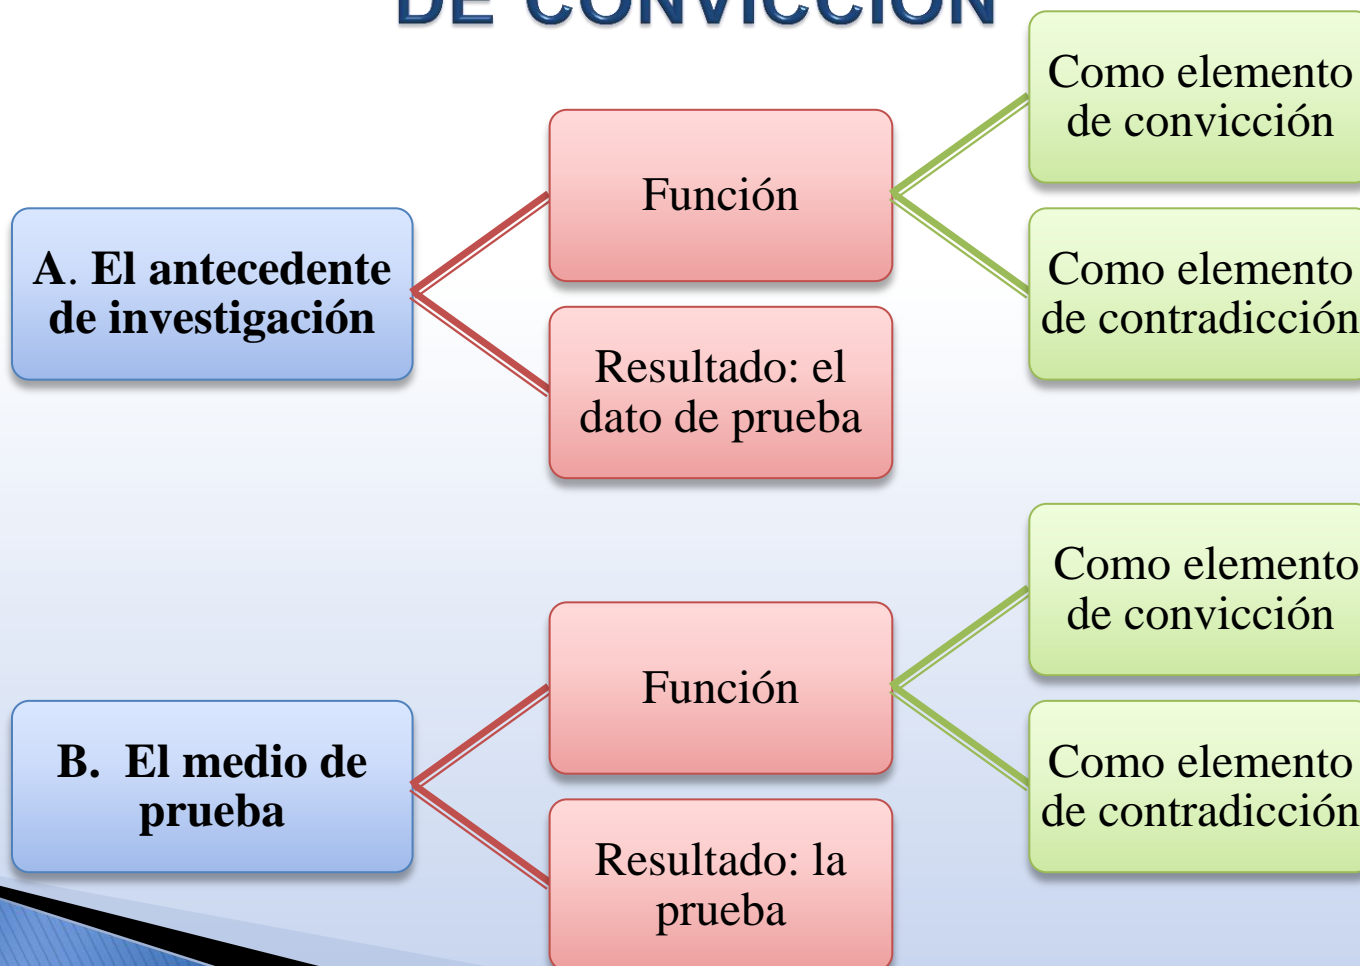 DE CONVICCIÓN
Como elemento
de convicción
Función
A. El antecedente
de investigación
Como elemento
de contradicción
Resultado: el
dato de prueba
Como elemento
de convicción
Función
B. El medio de
prueba
Como elemento
de contradicción
Resultado: la
prueba